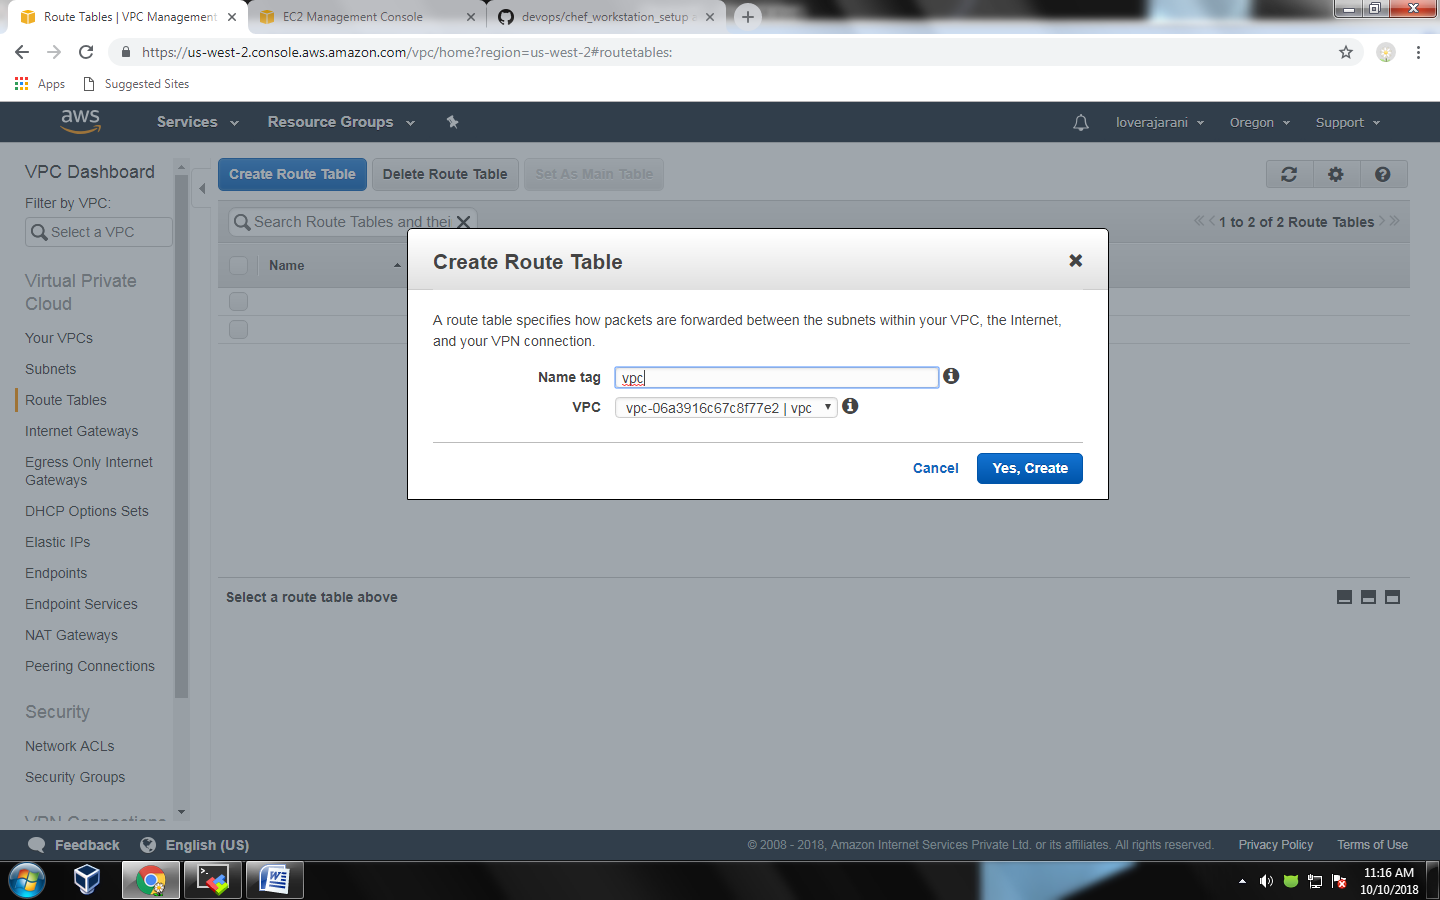 Route Tables | VPC Management
EC2 Management Console
devops/chef_workstation_setup
https://us-west-2.console.aws.amazon.com/vpc/home?region=us-west-2#routetables:
Apps
Suggested Sites
aws
Services
Resource Groups
loverajarani
Oregon
Support
VPC Dashboard
Filter by VPC:
Select a VPC
Virtual Private
Cloud
Your VPCs
Subnets
Route Tables
Internet Gateways
Egress Only Internet
Gateways
DHCP Options Sets
Elastic IPs
Endpoints
Endpoint Services
NAT Gateways
Peering Connections
Security
Network ACLs
Security Groups
VPN Connections
Create Route Table
Delete Route Table
Set As Main Table
Search Route Tables and thei
1 to 2 of 2 Route Tables
Name
Create Route Table
A route table specifies how packets are forwarded between the subnets within your VPC, the Internet,
and your VPN connection.
Name tag
vpc
VPC
vpc-06a3916c67c8f77e2 | vpc
Cancel
Yes, Create
Select a route table above
Feedback
English (US)
© 2008 - 2018, Amazon Internet Services Private Ltd. or its affiliates. All rights reserved.
Privacy Policy
Terms of Use
11:16 AM
10/10/2018